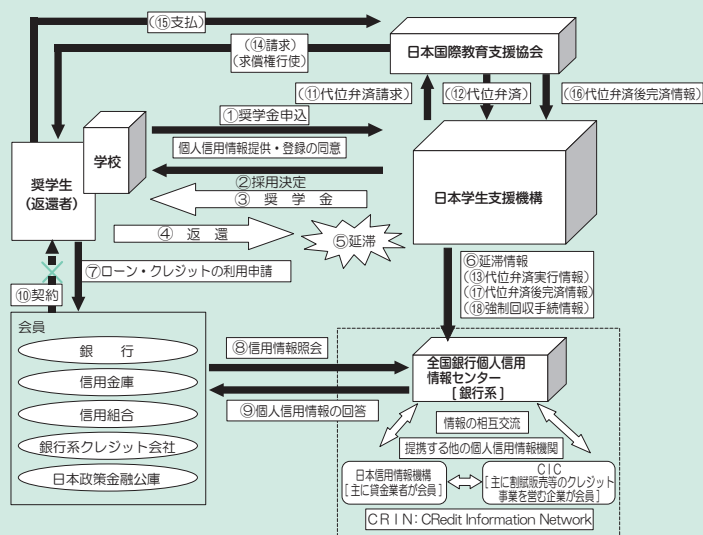 (⑮支払)
(⑭請求)
(求償権行使)
日本国際教育支援協会
(⑪代位弁済請求)
(⑫代位弁済)
(⑯代位弁済後完済情報)
①奨学金申込
個人信用情報提供・登録の同意
学校
奨学生
(返還者)
②採用決定
③ 奨 学 金
日本学生支援機構
④ 返 還
⑤延滞
⑥延滞情報
(⑬代位弁済実行情報)
(⑰代位弁済後完済情報)
(⑱強制回収手続情報)
⑦ローン・クレジットの利用申請
⑩契約
会員
銀 行
信用金庫
信用組合
銀行系クレジット会社
日本政策金融公庫
⑧信用情報照会
⑨個人信用情報の回答
全国銀行個人信用
情報センター
[ 銀行系 ]
情報の相互交流
提携する他の個人信用情報機関
日本信用情報機構
[ 主に貸金業者が会員 ]
CIC
[ 主に割賦販売等のクレジット
事業を営む企業が会員 ]
CRIN: CRedit Information Network